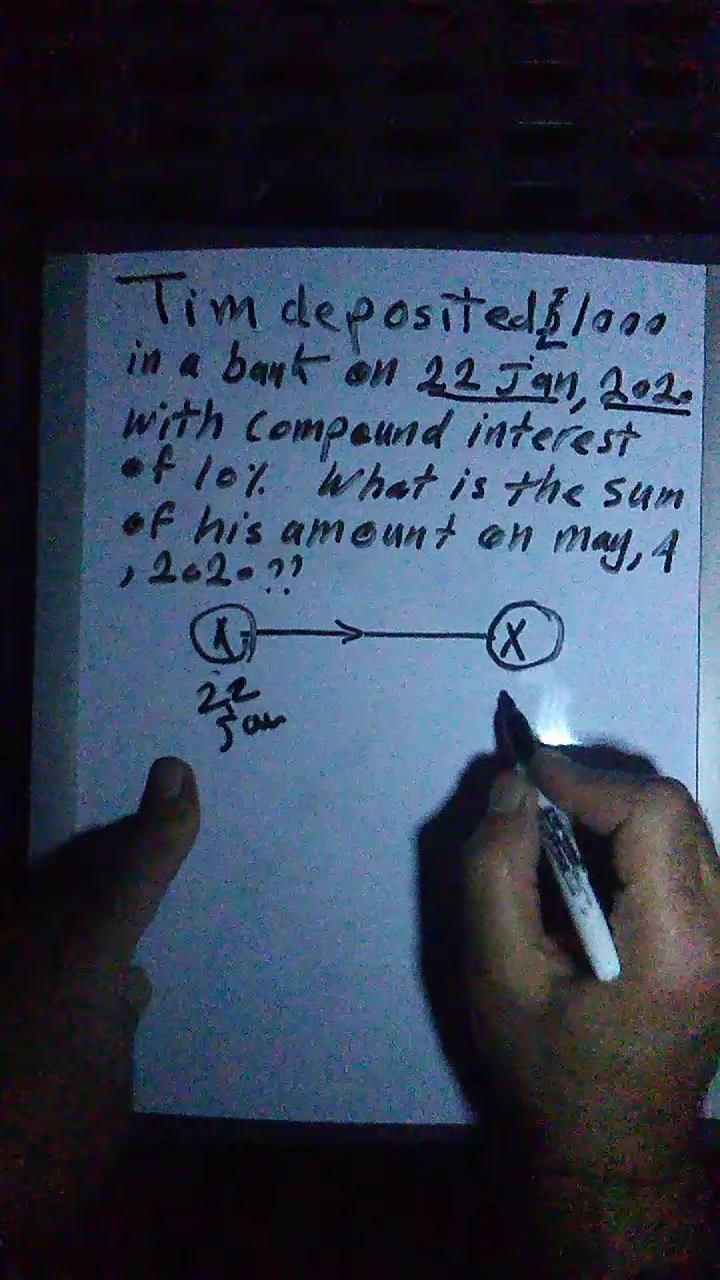 Tim deposited $1000
in a bank on 22 Jan, 2020
with compound interest
of 10% What is the sum
of his amount on may, 4
, 2020??
X
22
Jan